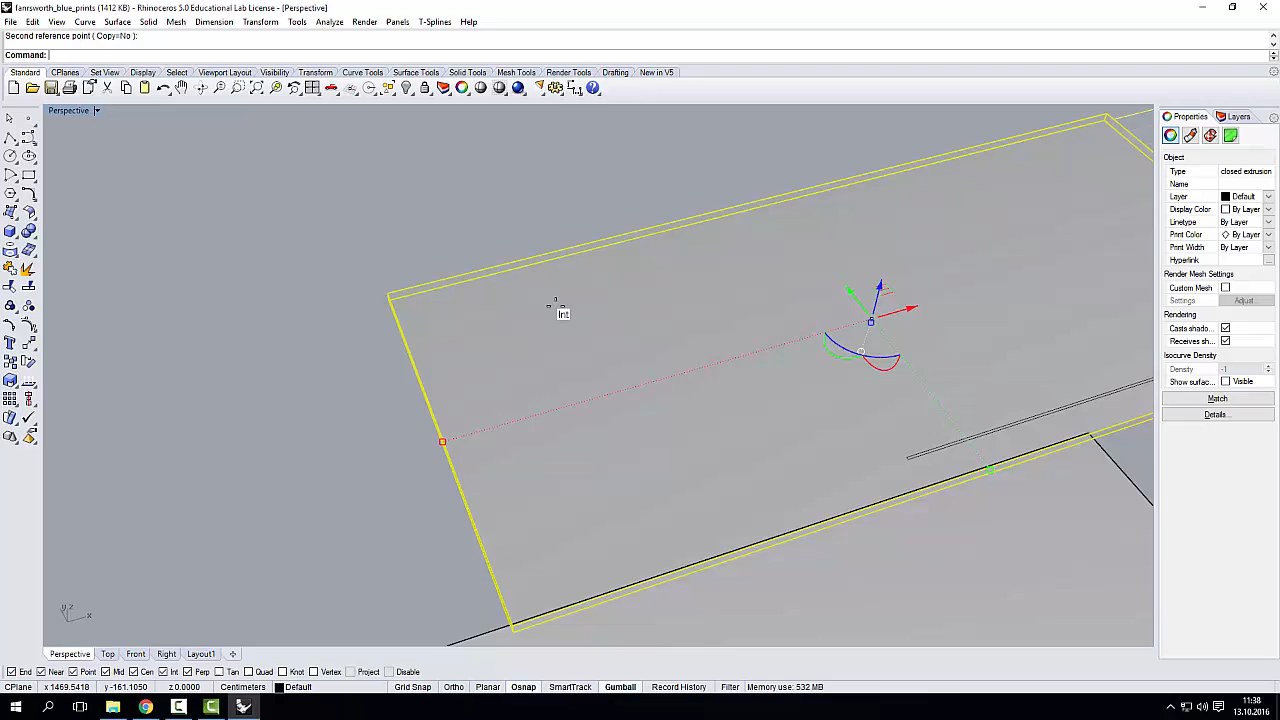 farnsworth_blue_prints (1412 KB) - Rhinoceros 5.0 Educational Lab License - [Perspective]
File Edit View Curve Surface Solid Mesh Dimension Transform Tools Analyze Render Panels T-Splines Help
Second reference point ( Copy=No ):
Command:
Standard CPlanes Set View Display Select Viewport Layout Visibility Transform Curve Tools Surface Tools Solid Tools Mesh Tools Render Tools Drafting New in V5
Perspective
Properties Layers
Object
Type closed extrusion
Name
Layer Default
Display Color By Layer
Linetype By Layer
Print Color By Layer
Print Width By Layer
Hyperlink ...
Render Mesh Settings
Custom Mesh
Settings Adjust
Rendering
Casts shado...
Receives sh...
Isocurve Density
Density -1
Show surfac... Visible
Match
Details...
Int
y z x
Perspective Top Front Right Layout1
End Near Point Mid Cen Int Perp Tan Quad Knot Vertex Project Disable
CPlane x 1469.5418 y -161.1050 z 0.0000 Centimeters Default Grid Snap Ortho Planar Osnap SmartTrack Gumball Record History Filter Memory use: 532 MB
11:38
13.10.2016